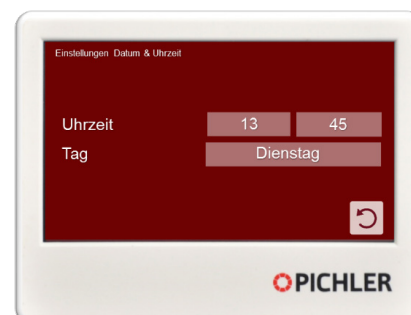 Einstellungen Datum & Uhrzeit
Uhrzeit 13 45
Tag Dienstag
PICHLER